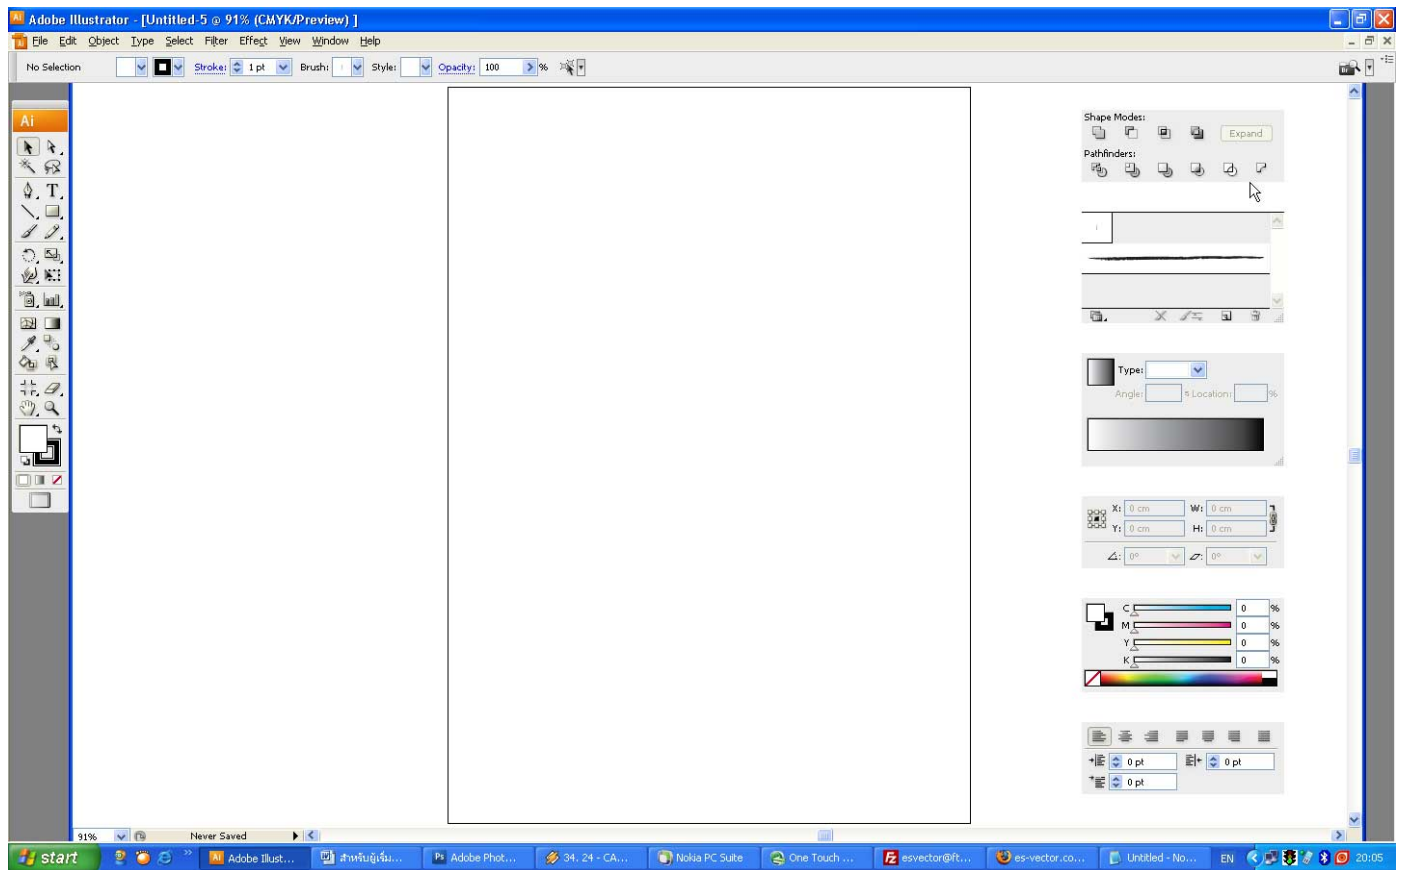 Adobe Illustrator - [Untitled-5 @ 91% (CMYK/Preview) ]
File Edit Object Type Select Filter Effect View Window Help
No Selection Stroke: 1 pt Brush: Style: Opacity: 100 %
Ai
T
Shape Modes:
Expand
Pathfinders:
Type:
Angle: ° Location: %
X: 0 cm W: 0 cm
Y: 0 cm H: 0 cm
0° 0°
C 0 %
M 0 %
Y 0 %
K 0 %
0 pt 0 pt
0 pt
91% Never Saved
start Adobe Illust... สำหรับผู้เริ่ม... Adobe Phot... 34. 24 - CA... Nokia PC Suite One Touch ... esvector@ft... es-vector.co... Untitled - No... EN 20:05